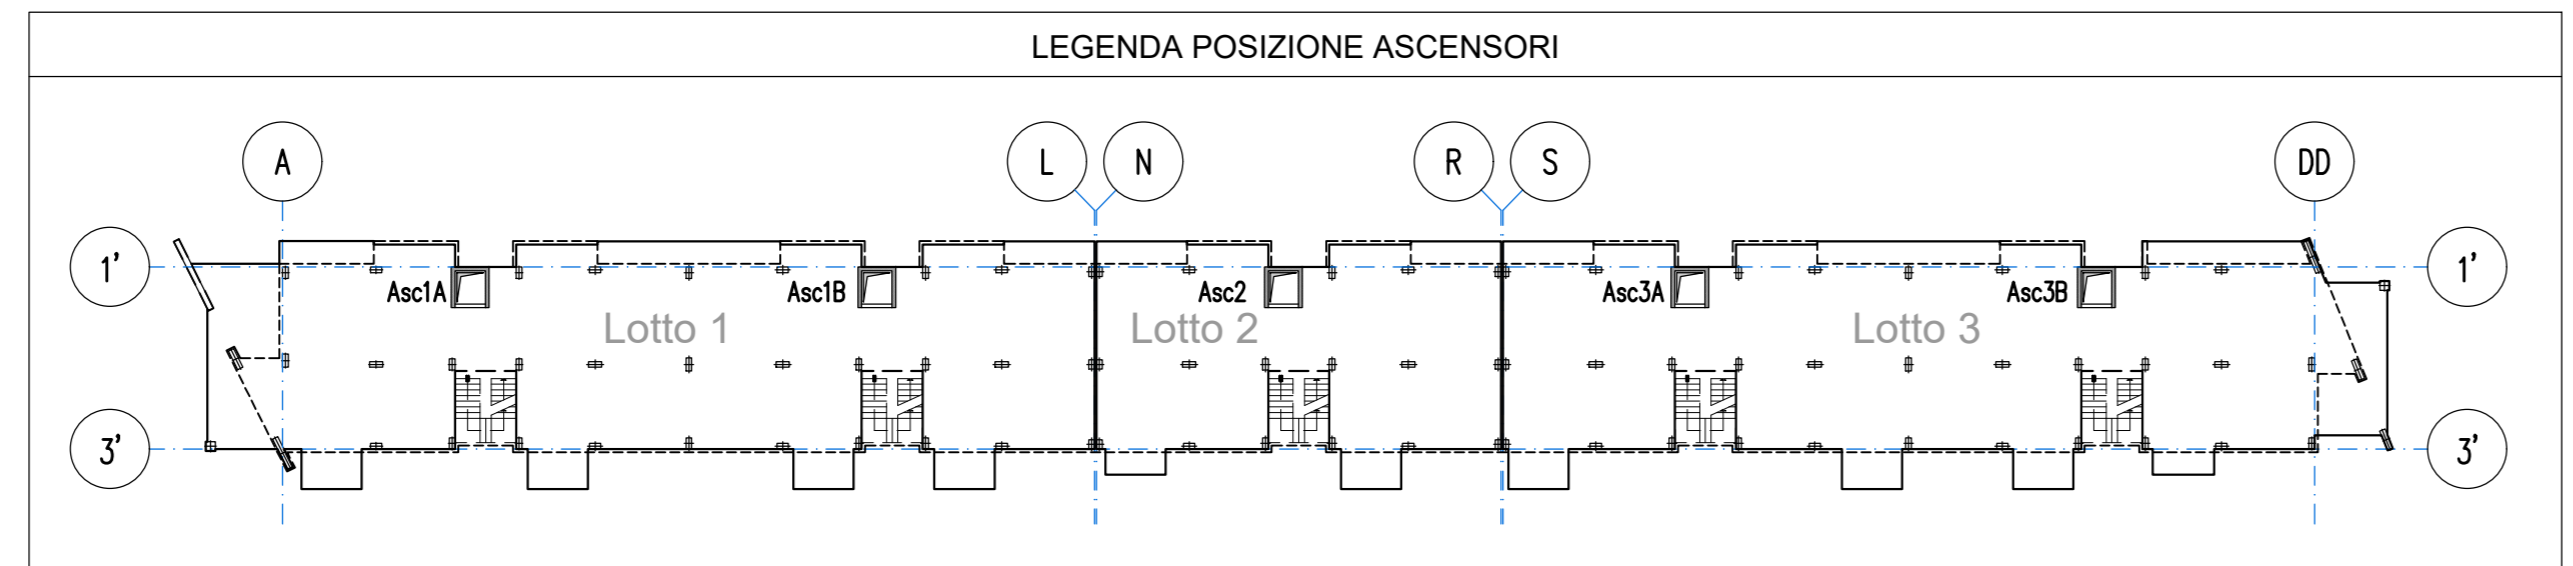 LEGENDA POSIZIONE ASCENSORI
A L N R S DD
1' 1'
Asc1A Asc1B Asc2 Asc3A Asc3B
Lotto 1 Lotto 2 Lotto 3
3' 3'